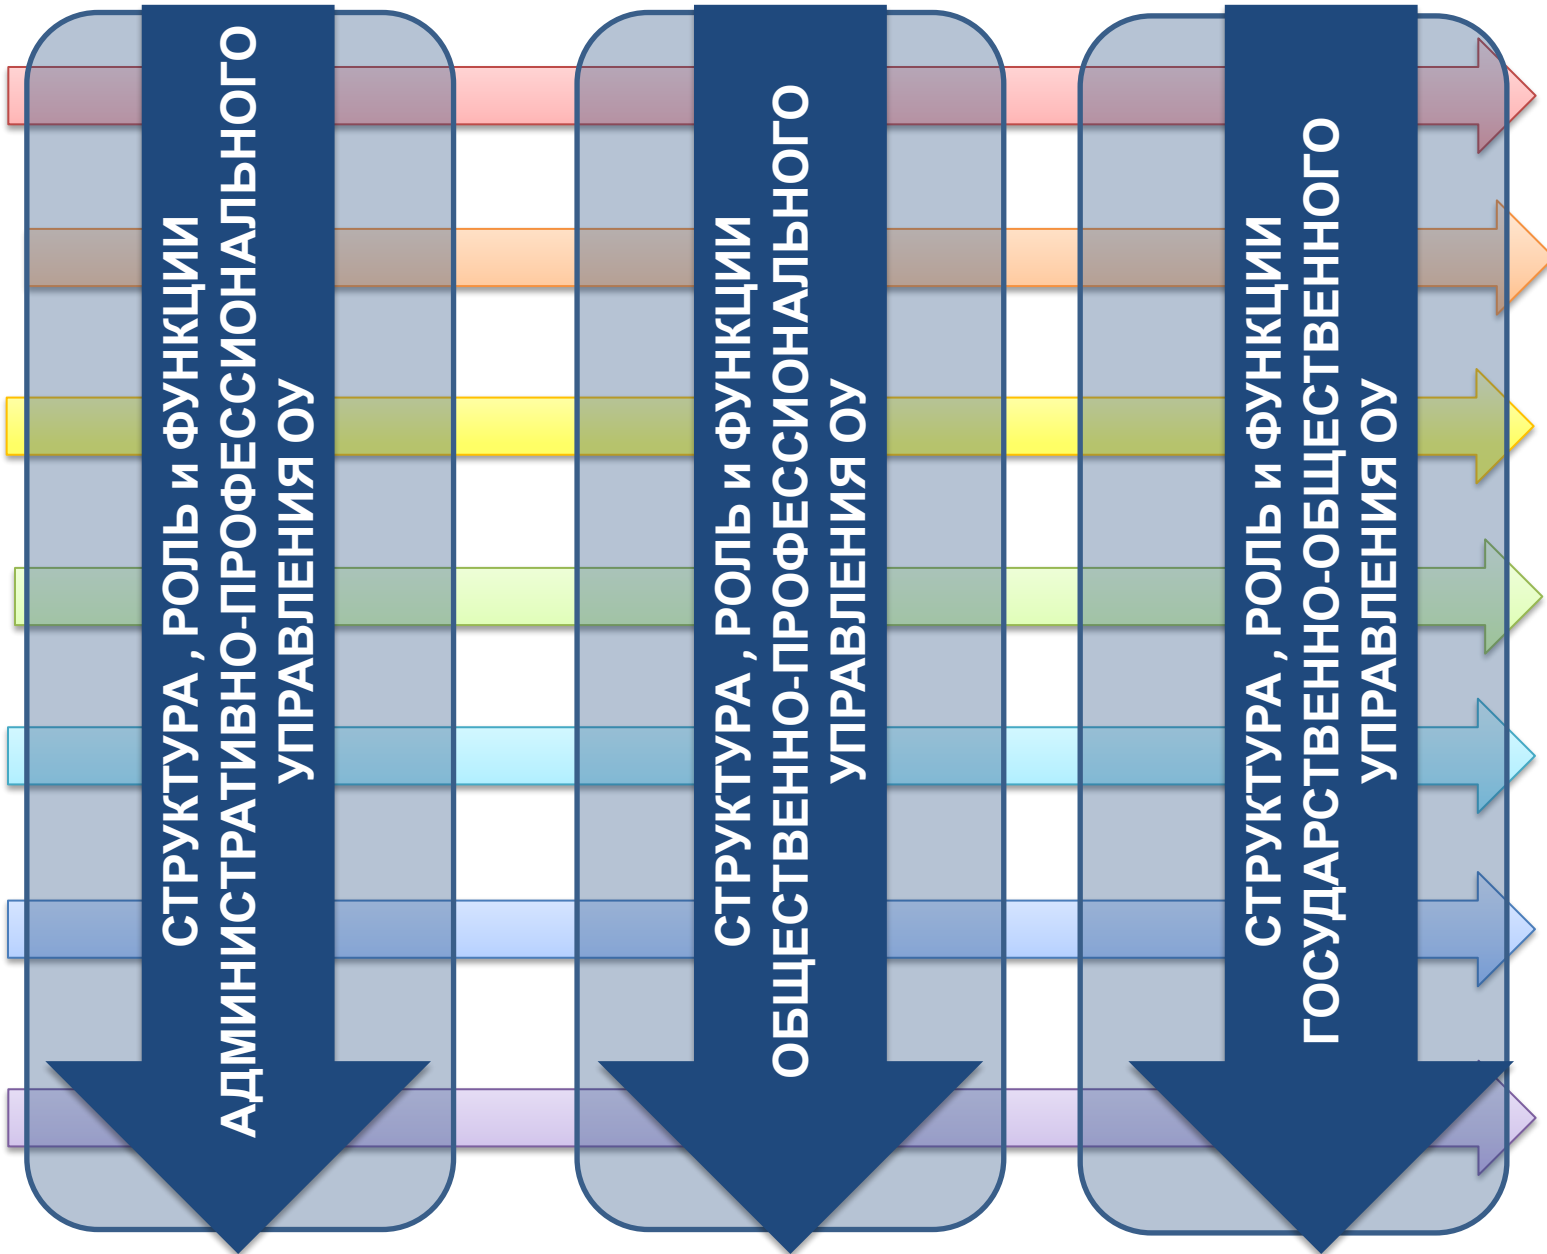 СТРУКТУРА , РОЛЬ и ФУНКЦИИ
АДМИНИСТРАТИВНО-ПРОФЕССИОНАЛЬНОГО
УПРАВЛЕНИЯ ОУ
СТРУКТУРА , РОЛЬ и ФУНКЦИИ
ОБЩЕСТВЕННО-ПРОФЕССИОНАЛЬНОГО
УПРАВЛЕНИЯ ОУ
СТРУКТУРА , РОЛЬ и ФУНКЦИИ
ГОСУДАРСТВЕННО-ОБЩЕСТВЕННОГО
УПРАВЛЕНИЯ ОУ